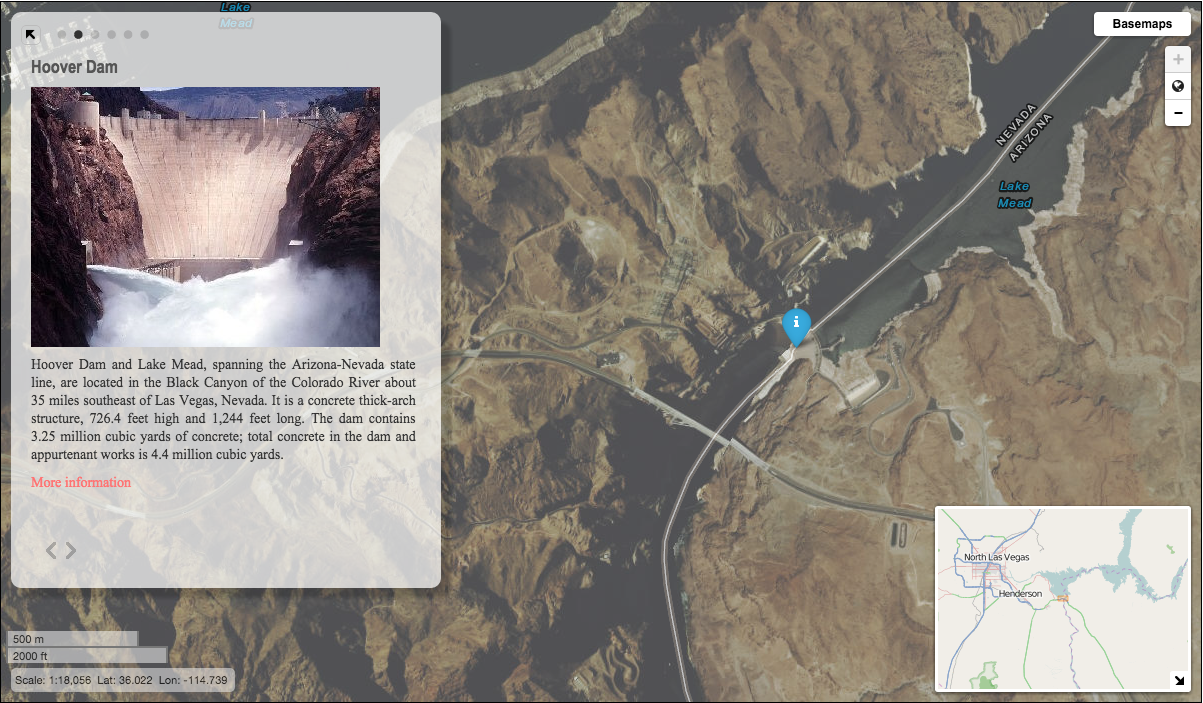 Lake
Mead
Hoover Dam
Hoover Dam and Lake Mead, spanning the Arizona-Nevada state
line, are located in the Black Canyon of the Colorado River about
35 miles southeast of Las Vegas, Nevada. It is a concrete thick-arch
structure, 726.4 feet high and 1,244 feet long. The dam contains
3.25 million cubic yards of concrete; total concrete in the dam and
appurtenant works is 4.4 million cubic yards.
More information
500 m
2000 ft
Scale: 1:18,056 Lat: 36.022 Lon: -114.739
Basemaps
+
−
NEVADA
ARIZONA
Lake
Mead
i
North Las Vegas
Henderson